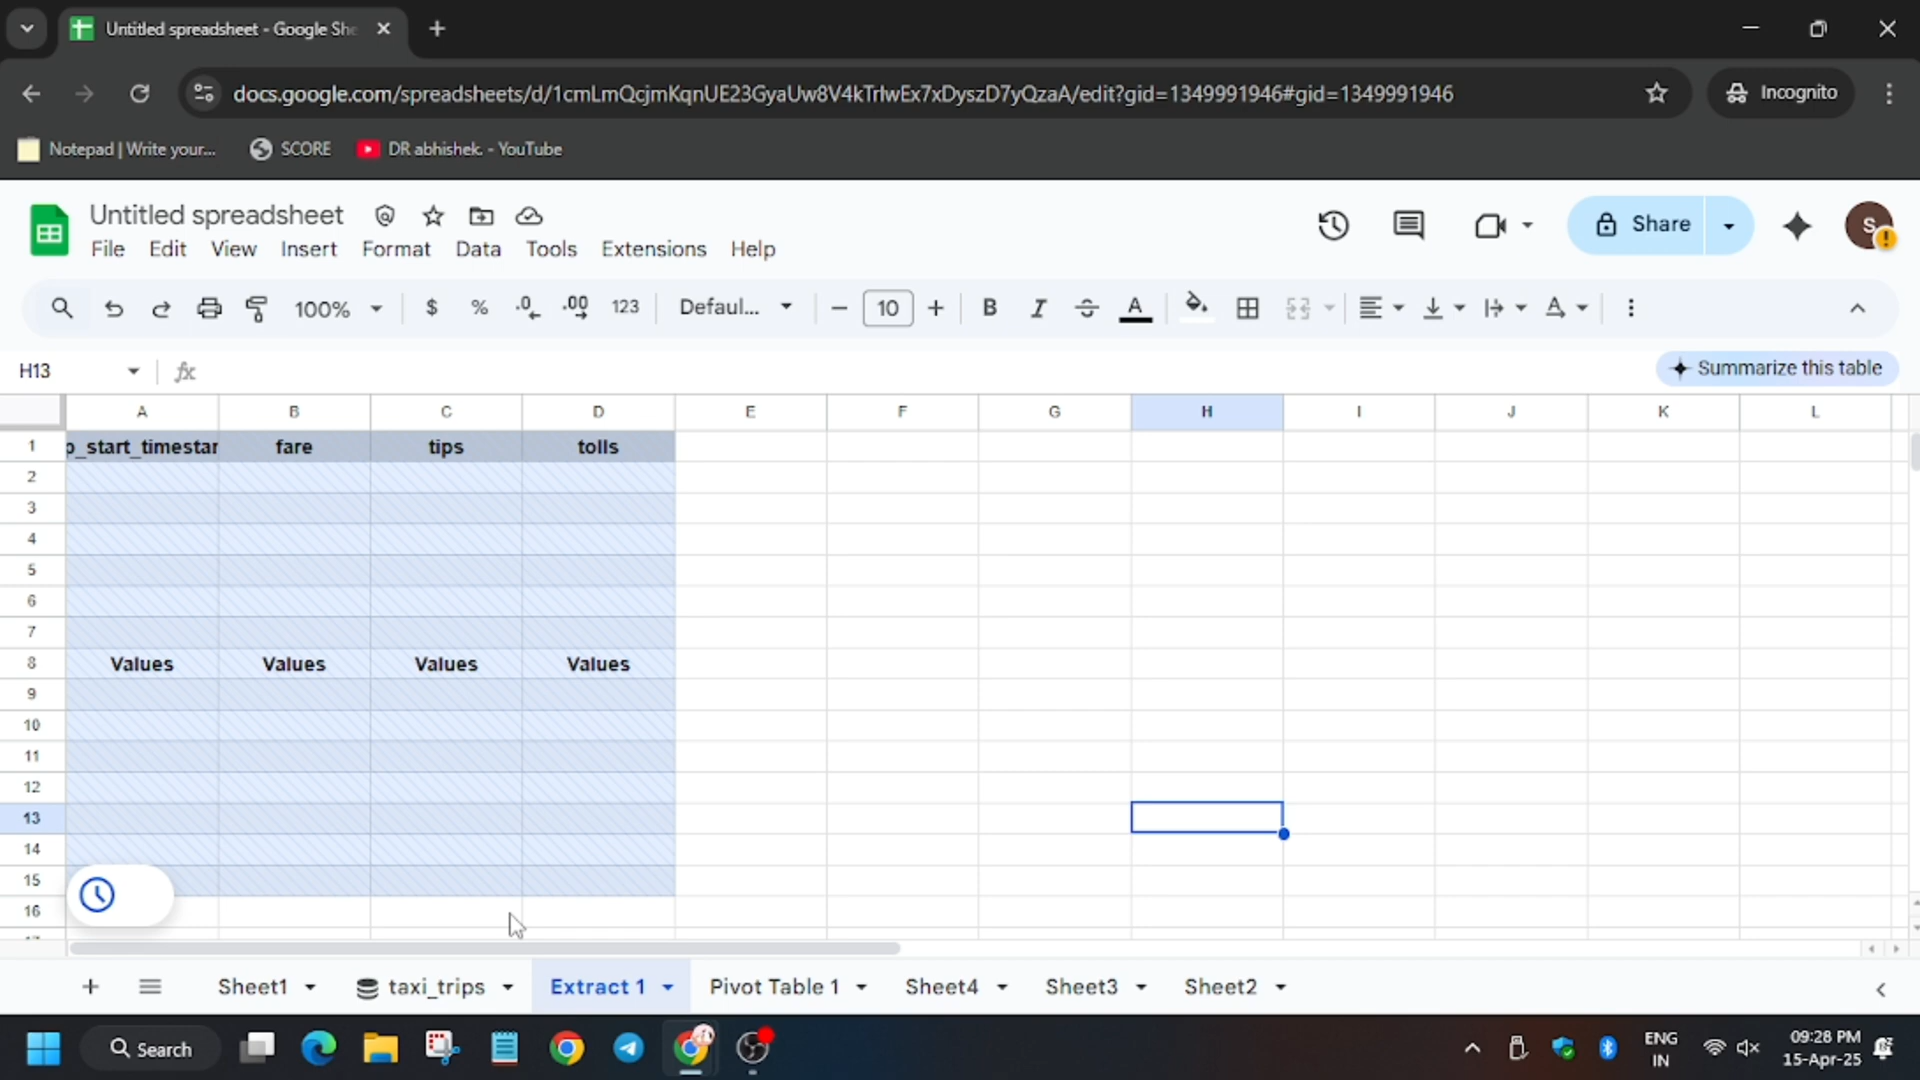 Untitled spreadsheet - Google She
docs.google.com/spreadsheets/d/1cmLmQcjmKqnUE23GyaUw8V4kTrlwEx7xDyszD7yQzaA/edit?gid=1349991946#gid=1349991946
Incognito
Notepad | Write your...
SCORE
DR abhishek. - YouTube
Untitled spreadsheet
Share
S
File Edit View Insert Format Data Tools Extensions Help
100% $ % .0 .00 123 Defaul... 10 B I S A
H13
fx
Summarize this table
A B C D E F G H I J K L
1 p_start_timestar fare tips tolls
2
3
4
5
6
7
8 Values Values Values Values
9
10
11
12
13
14
15
16
Sheet1 taxi_trips Extract 1 Pivot Table 1 Sheet4 Sheet3 Sheet2
Search
ENG
IN
09:28 PM
15-Apr-25